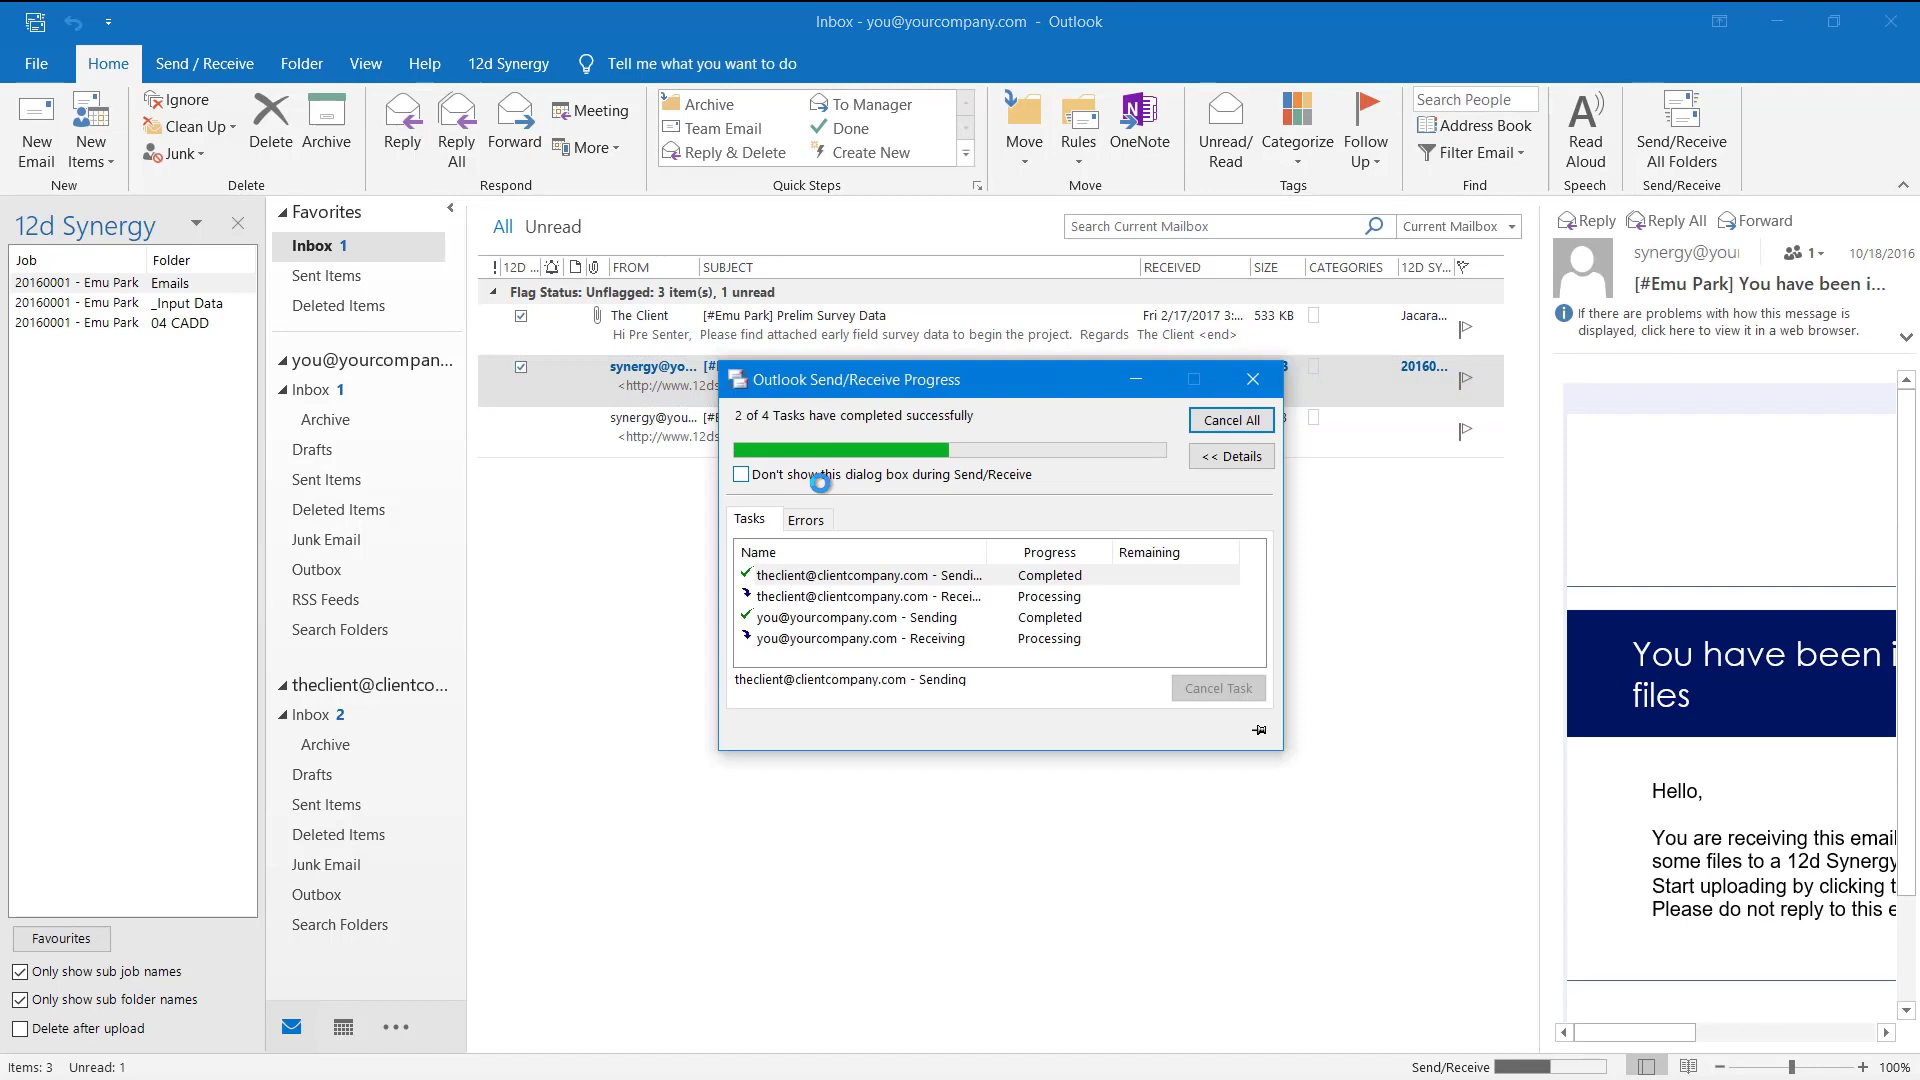 Inbox - you@yourcompany.com - Outlook
File Home Send / Receive Folder View Help 12d Synergy Tell me what you want to do
New Email
New Items
New
Ignore
Clean Up
Junk
Delete
Archive
Delete
Reply
Reply All
Forward
Meeting
More
Respond
Archive
Team Email
Reply & Delete
To Manager
Done
Create New
Quick Steps
Move
Rules
OneNote
Move
Unread/ Read
Categorize
Follow Up
Tags
Search People
Address Book
Filter Email
Find
Read Aloud
Speech
Send/Receive All Folders
Send/Receive
12d Synergy
Job Folder
20160001 - Emu Park Emails
20160001 - Emu Park _Input Data
20160001 - Emu Park 04 CADD
Favourites
Only show sub job names
Only show sub folder names
Delete after upload
Favorites
Inbox 1
Sent Items
Deleted Items
you@yourcompan...
Inbox 1
Archive
Drafts
Sent Items
Deleted Items
Junk Email
Outbox
RSS Feeds
Search Folders
theclient@clientco...
Inbox 2
Archive
Drafts
Sent Items
Deleted Items
Junk Email
Outbox
Search Folders
All Unread
Search Current Mailbox
Current Mailbox
! 12D ... FROM SUBJECT RECEIVED SIZE CATEGORIES 12D SY...
Flag Status: Unflagged: 3 item(s), 1 unread
The Client [#Emu Park] Prelim Survey Data Fri 2/17/2017 3:... 533 KB Jacara...
Hi Pre Senter, Please find attached early field survey data to begin the project. Regards The Client <end>
synergy@yo... 20160...
<http://www.12ds
synergy@you...
<http://www.12ds
Outlook Send/Receive Progress
2 of 4 Tasks have completed successfully
Cancel All
<< Details
Don't show this dialog box during Send/Receive
Tasks
Errors
Name Progress Remaining
theclient@clientcompany.com - Sendi... Completed
theclient@clientcompany.com - Recei... Processing
you@yourcompany.com - Sending Completed
you@yourcompany.com - Receiving Processing
theclient@clientcompany.com - Sending
Cancel Task
Reply Reply All Forward
synergy@you 1 10/18/2016
[#Emu Park] You have been i...
If there are problems with how this message is
displayed, click here to view it in a web browser.
You have been i
files
Hello,
You are receiving this email
some files to a 12d Synergy
Start uploading by clicking t
Please do not reply to this e
Items: 3 Unread: 1
Send/Receive
100%